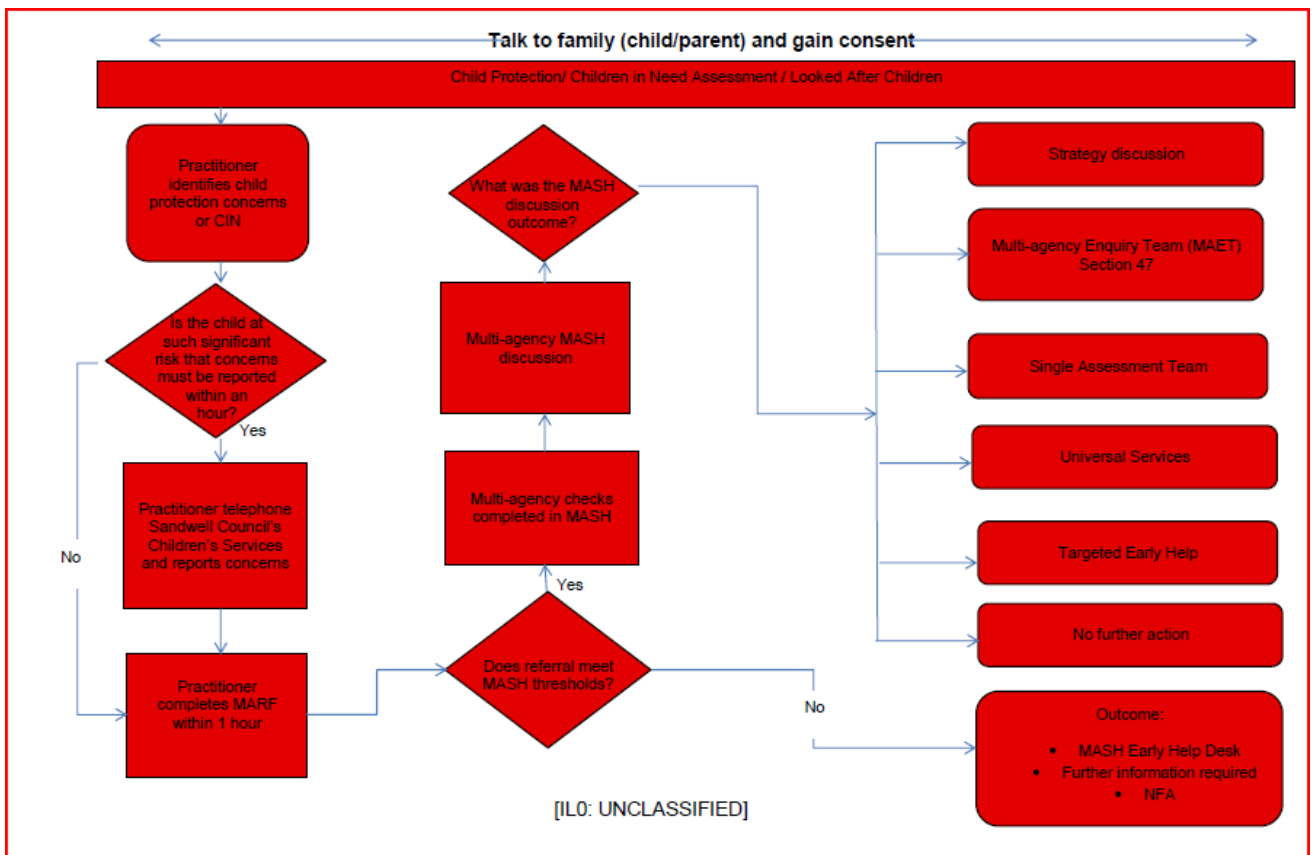 Talk to family (child/parent) and gain consent
Child Protection/ Children in Need Assessment / Looked After Children
Practitioner
identifies child
protection concerns
or CIN
Is the child at
such significant
risk that concerns
must be reported
within an
hour?
Yes
No
Practitioner telephone
Sandwell Council's
Children's Services
and reports concerns
Practitioner
completes MARF
within 1 hour
What was the MASH
discussion
outcome?
Multi-agency MASH
discussion
Multi-agency checks
completed in MASH
Yes
Does referral meet
MASH thresholds?
No
Strategy discussion
Multi-agency Enquiry Team (MAET)
Section 47
Single Assessment Team
Universal Services
Targeted Early Help
No further action
Outcome:
• MASH Early Help Desk
• Further information required
• NFA
[IL0: UNCLASSIFIED]